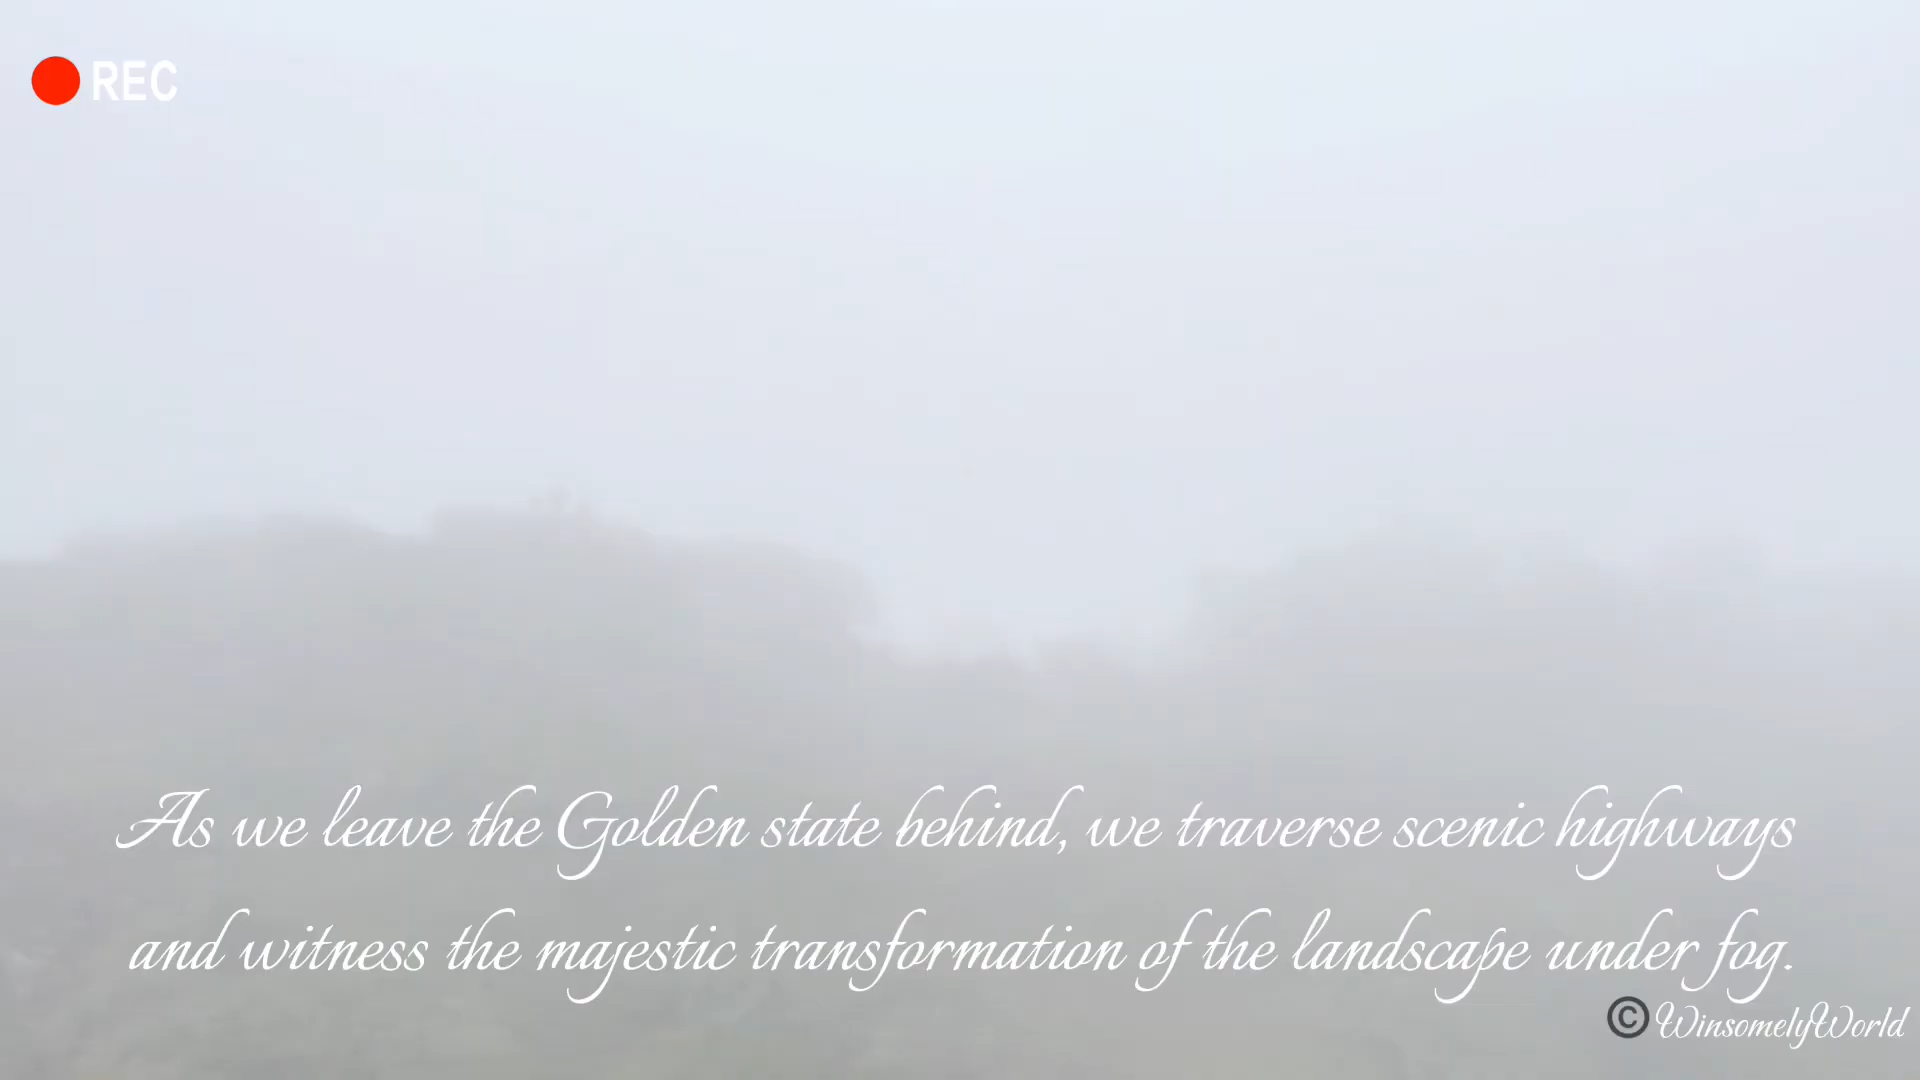 REC
As we leave the Golden state behind, we traverse scenic highways
and witness the majestic transformation of the landscape under fog.
© WinsomelyWorld